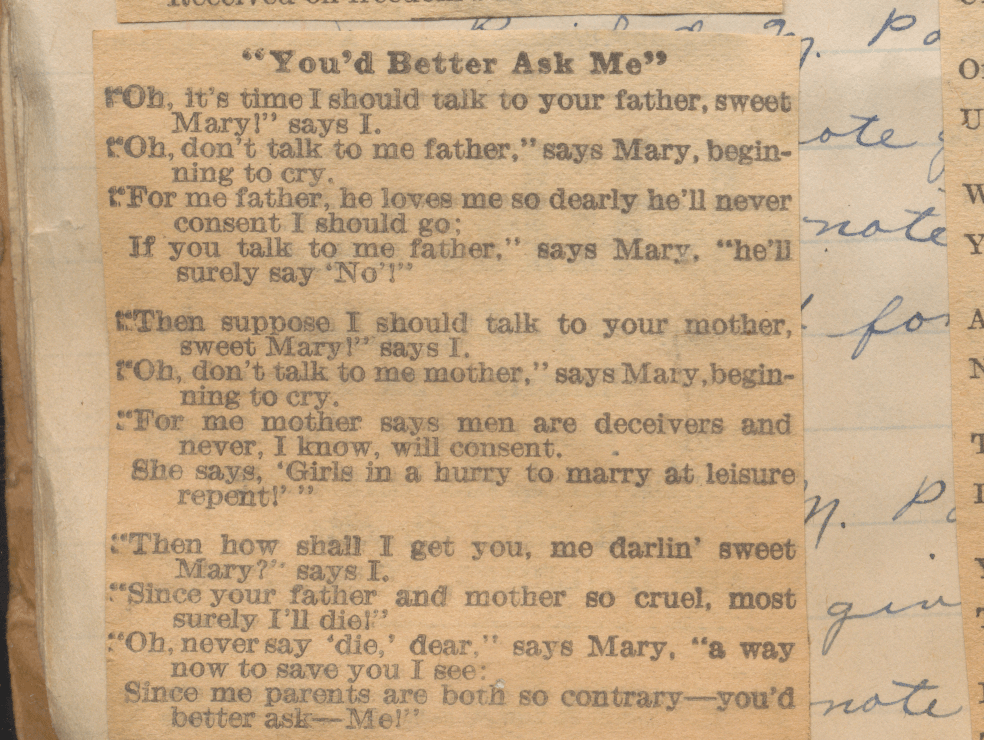 "You'd Better Ask Me"
"Oh, it's time I should talk to your father, sweet
Mary!" says I.
"Oh, don't talk to me father," says Mary, begin-
ning to cry.
"For me father, he loves me so dearly he'll never
consent I should go;
If you talk to me father," says Mary, "he'll
surely say 'No'!"
"Then suppose I should talk to your mother,
sweet Mary!" says I.
"Oh, don't talk to me mother," says Mary, begin-
ning to cry.
"For me mother says men are deceivers and
never, I know, will consent.
She says, 'Girls in a hurry to marry at leisure
repent!' "
"Then how shall I get you, me darlin' sweet
Mary?" says I.
"Since your father and mother so cruel, most
surely I'll die!"
"Oh, never say 'die,' dear," says Mary, "a way
now to save you I see:
Since me parents are both so contrary—you'd
better ask—Me!"
note
note
note